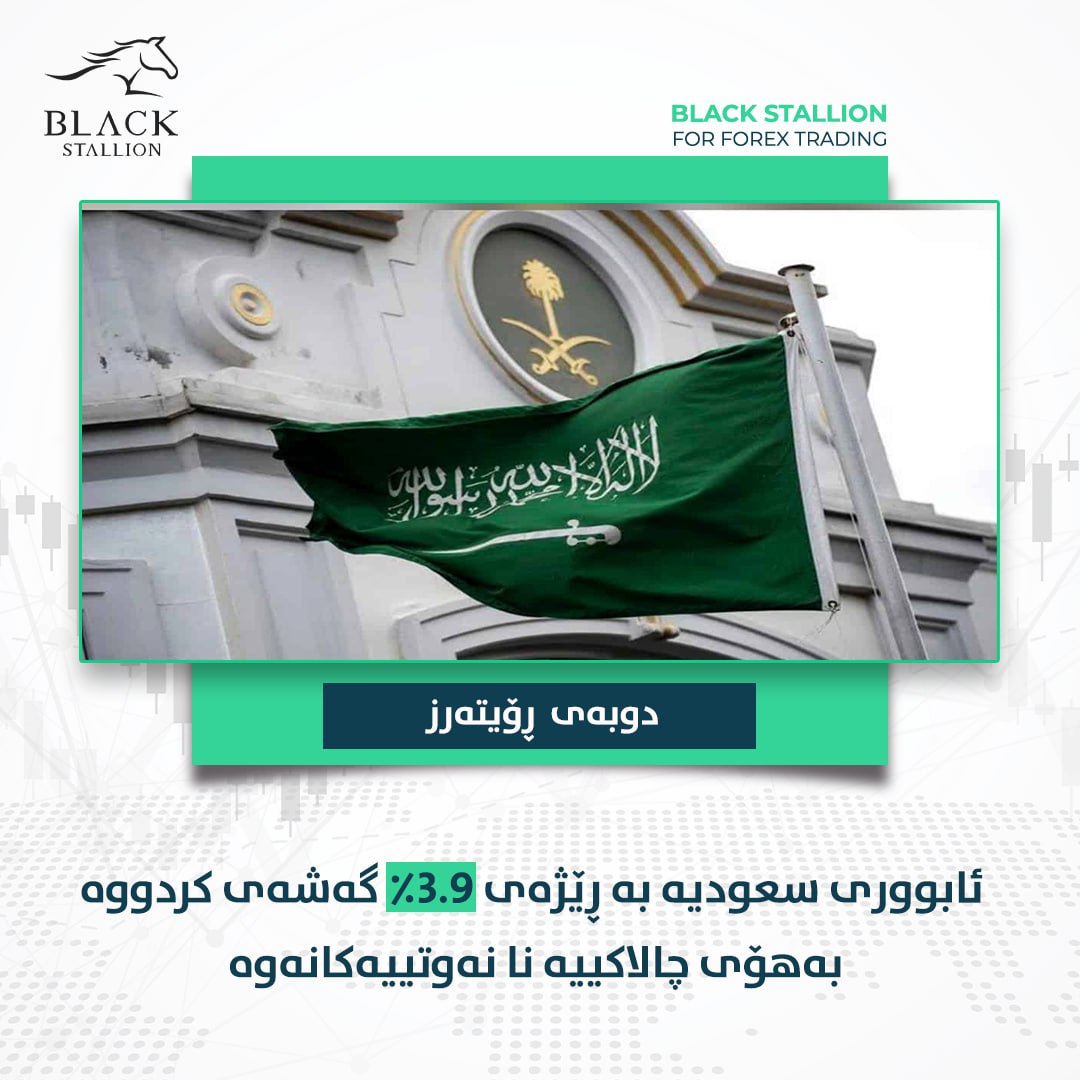 BLACK
STALLION
BLACK STALLION
FOR FOREX TRADING
لا إله إلا الله محمد رسول الله
دوبەی ڕۆیتەرز
ئابووری سعودیە بە ڕێژەی 3.9٪ گەشەی کردووە
بەهۆی چالاکییە نا نەوتییەکانەوە